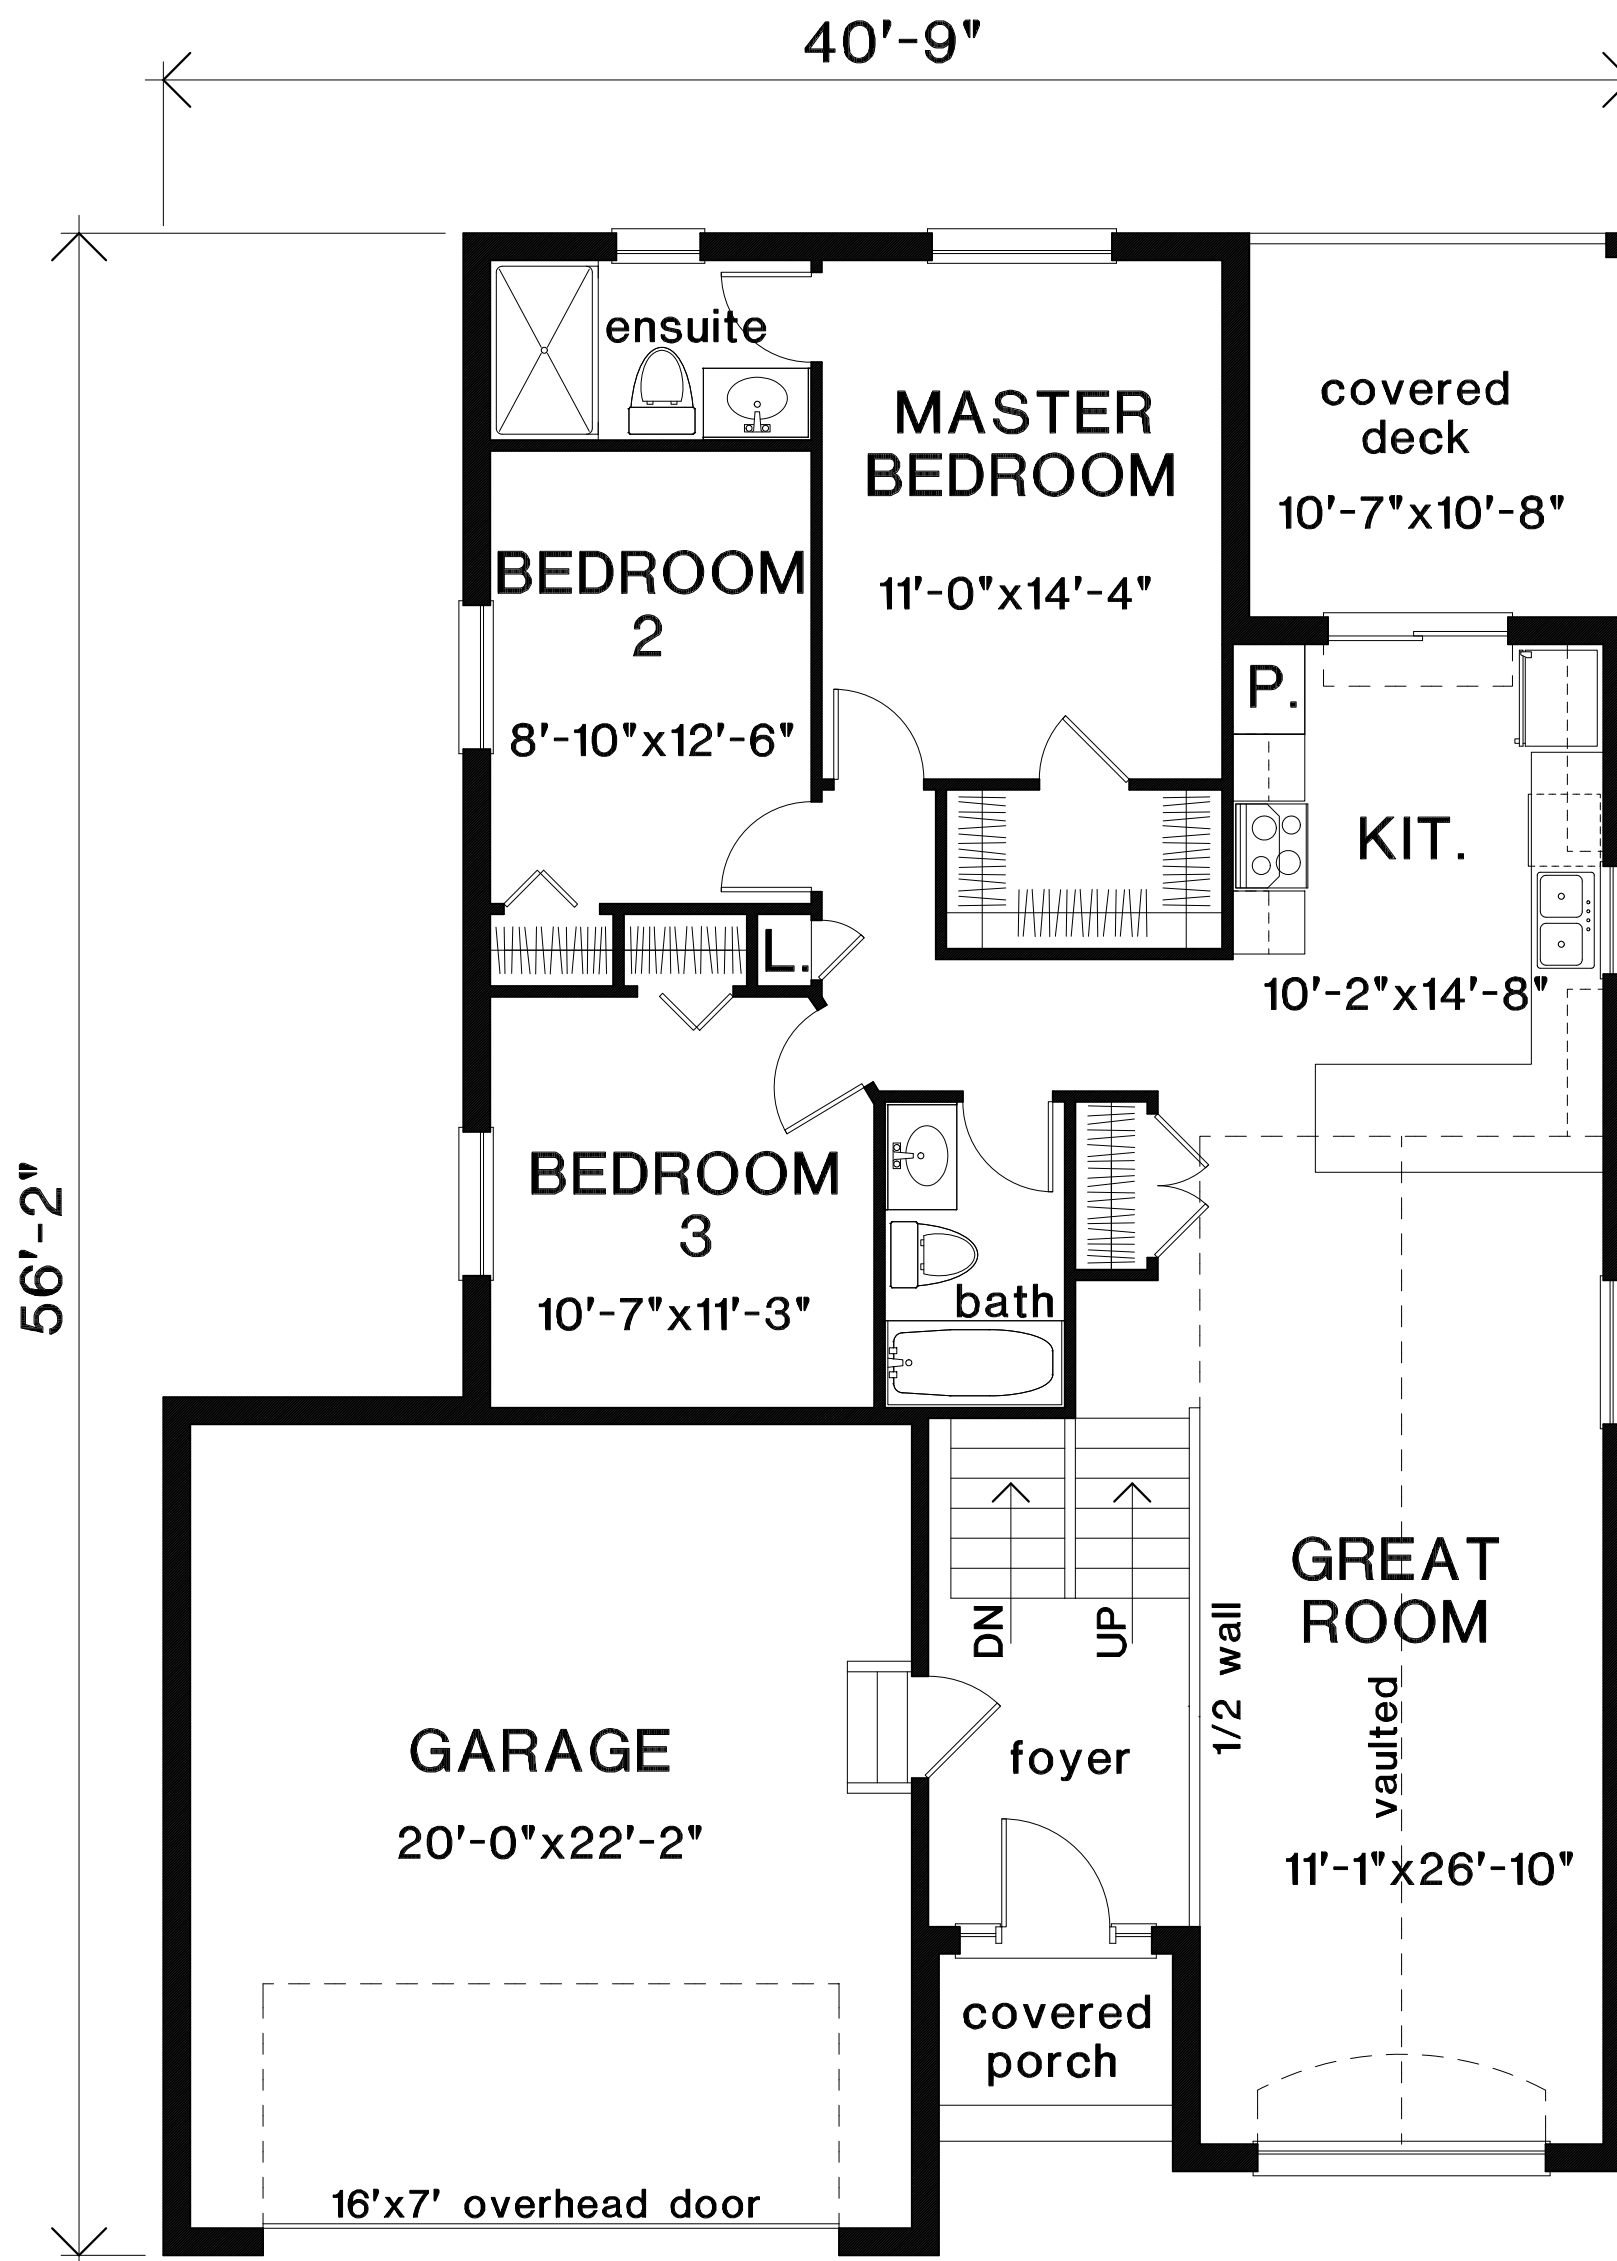 40'-9"
56'-2"
ensuite
MASTER
BEDROOM
11'-0"x14'-4"
covered
deck
10'-7"x10'-8"
BEDROOM
2
8'-10"x12'-6"
P.
KIT.
10'-2"x14'-8"
L.
BEDROOM
3
10'-7"x11'-3"
bath
GREAT
ROOM
vaulted
11'-1"x26'-10"
DN
UP
1/2 wall
foyer
GARAGE
20'-0"x22'-2"
covered
porch
16'x7' overhead door